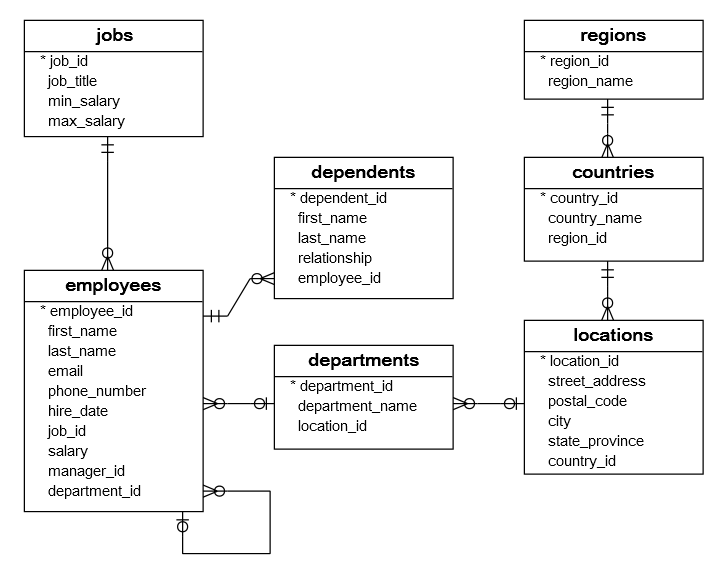 jobs
* job_id
job_title
min_salary
max_salary
regions
* region_id
region_name
dependents
* dependent_id
first_name
last_name
relationship
employee_id
countries
* country_id
country_name
region_id
employees
* employee_id
first_name
last_name
email
phone_number
hire_date
job_id
salary
manager_id
department_id
departments
* department_id
department_name
location_id
locations
* location_id
street_address
postal_code
city
state_province
country_id